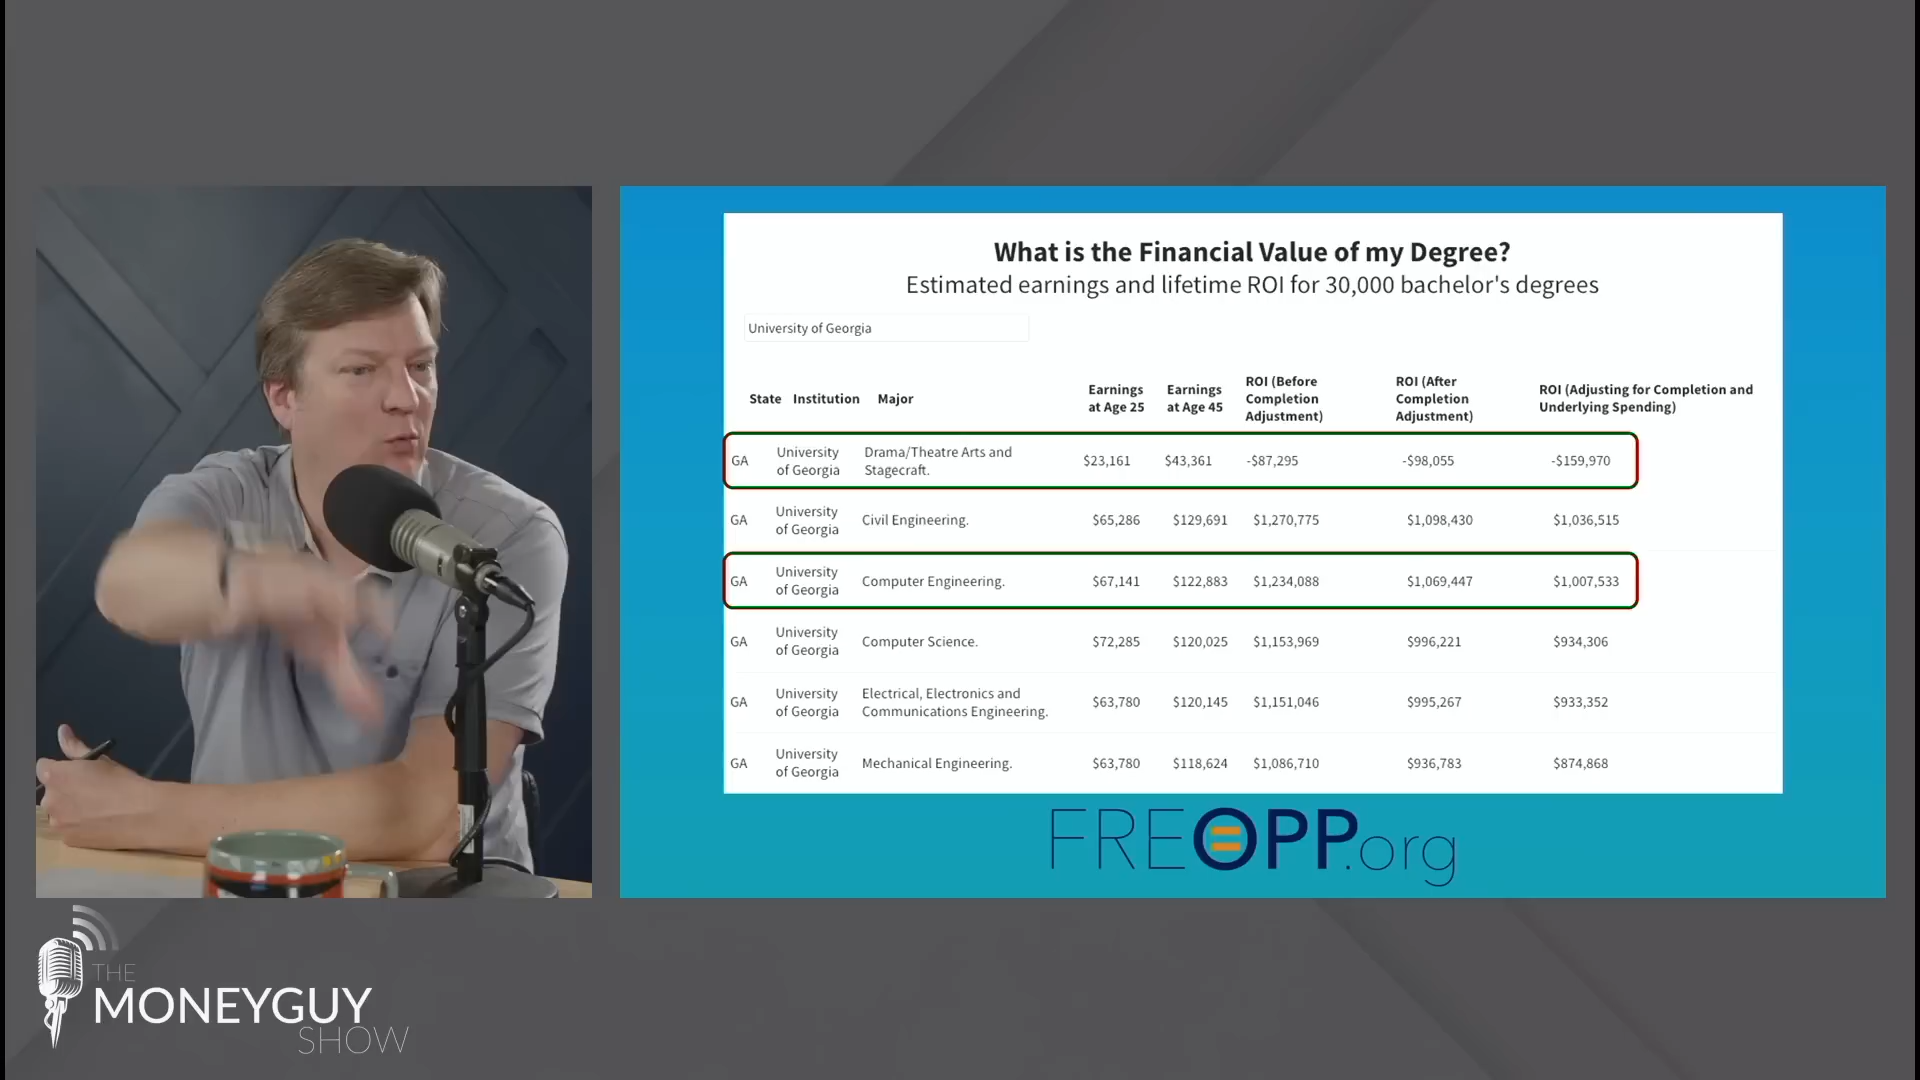 What is the Financial Value of my Degree?
Estimated earnings and lifetime ROI for 30,000 bachelor's degrees
University of Georgia
State Institution Major Earnings at Age 25 Earnings at Age 45 ROI (Before Completion Adjustment) ROI (After Completion Adjustment) ROI (Adjusting for Completion and Underlying Spending)
GA University of Georgia Drama/Theatre Arts and Stagecraft. $23,161 $43,361 -$87,295 -$98,055 -$159,970
GA University of Georgia Civil Engineering. $65,286 $129,691 $1,270,775 $1,098,430 $1,036,515
GA University of Georgia Computer Engineering. $67,141 $122,883 $1,234,088 $1,069,447 $1,007,533
GA University of Georgia Computer Science. $72,285 $120,025 $1,153,969 $996,221 $934,306
GA University of Georgia Electrical, Electronics and Communications Engineering. $63,780 $120,145 $1,151,046 $995,267 $933,352
GA University of Georgia Mechanical Engineering. $63,780 $118,624 $1,086,710 $936,783 $874,868
FREOPP.org
THE
MONEYGUY
SHOW